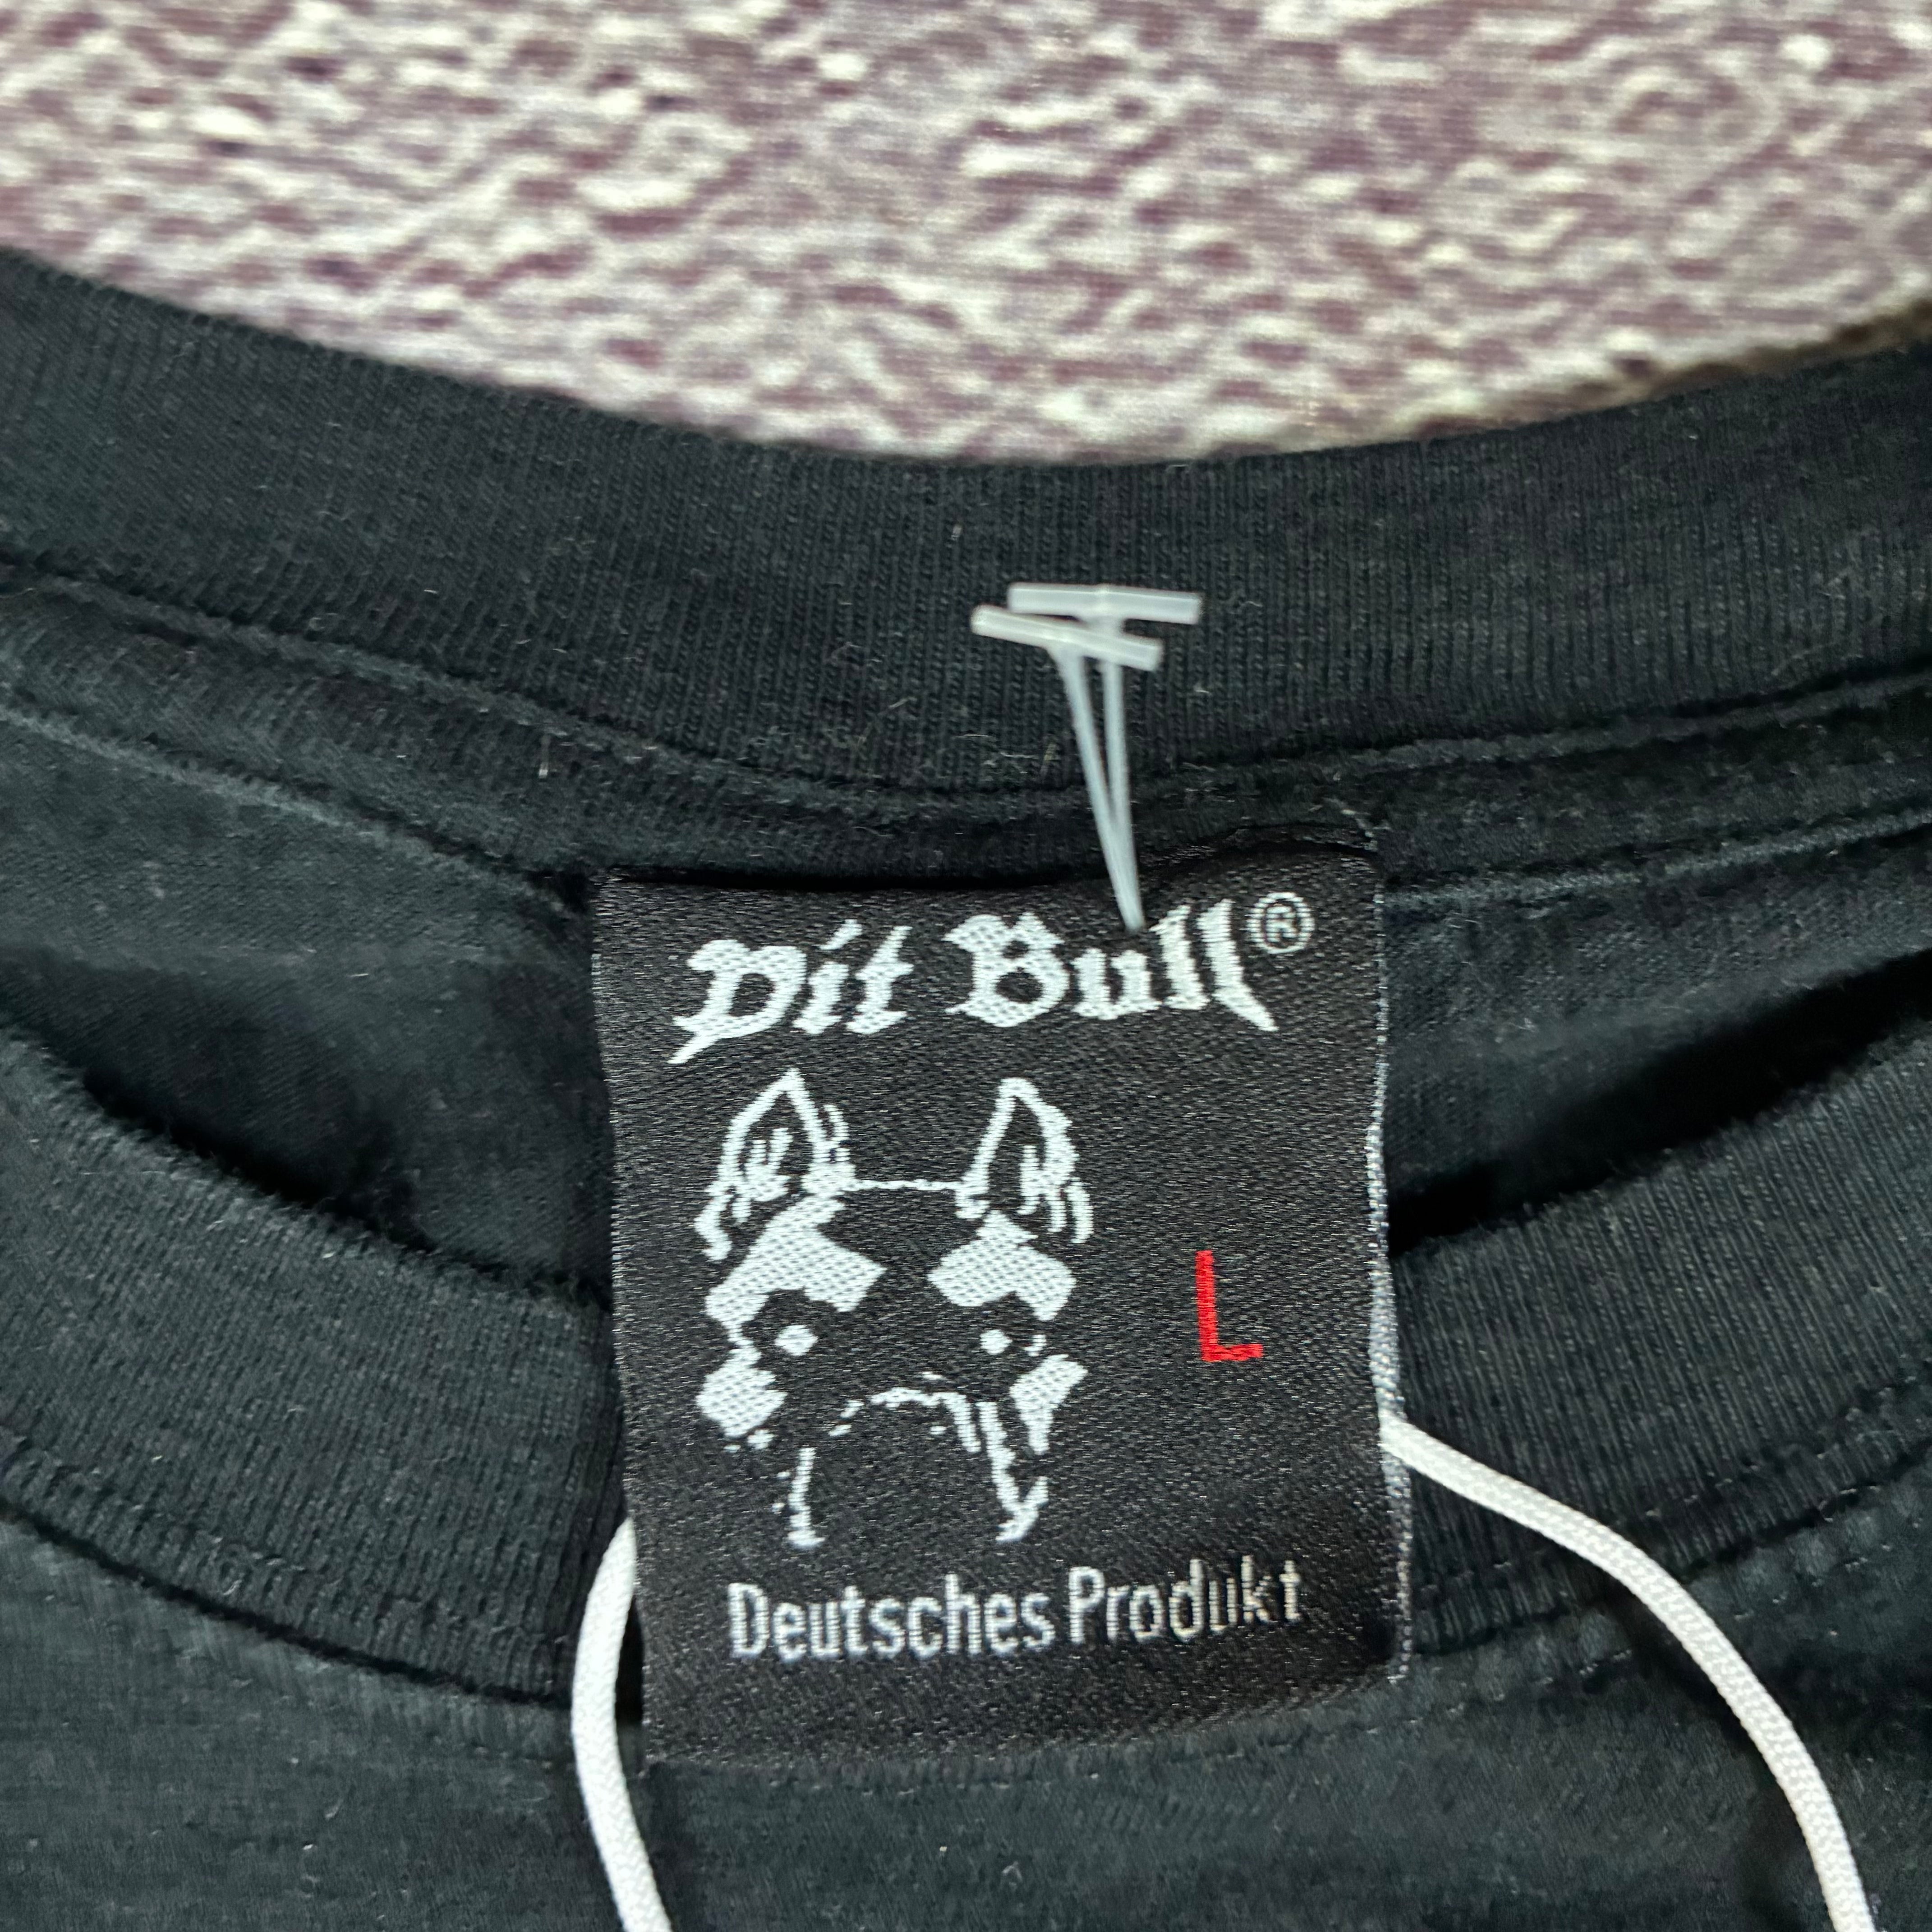 Pit Bull®
L
Deutsches Produkt